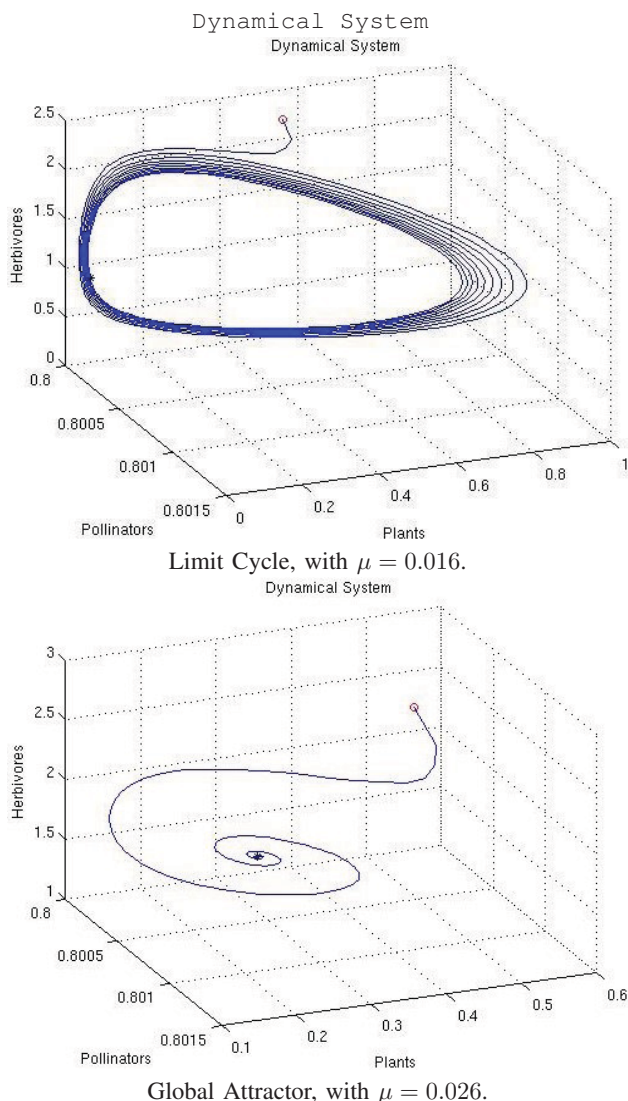 Dynamical System
Dynamical System
2.5
2
1.5
1
0.5
0
Herbivores
0.8
0.8005
0.801
0.8015
Pollinators
0
0.2
0.4
0.6
0.8
1
Plants
Limit Cycle, with μ = 0.016.
Dynamical System
3
2.5
2
1.5
1
Herbivores
0.8
0.8005
0.801
0.8015
Pollinators
0.1
0.2
0.3
0.4
0.5
0.6
Plants
Global Attractor, with μ = 0.026.